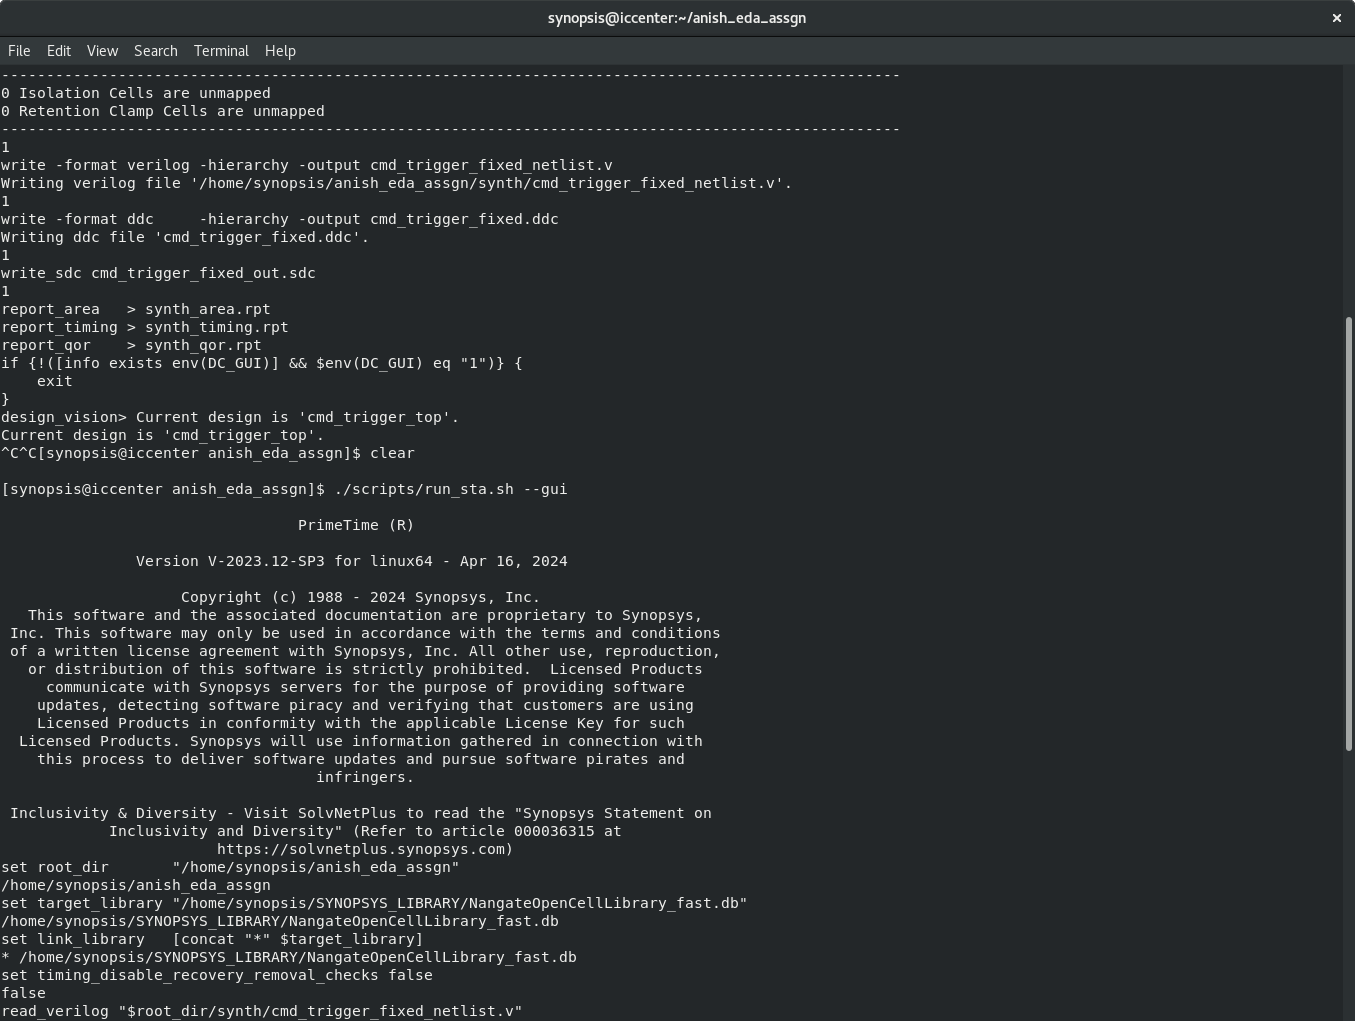 synopsis@iccenter:~/anish_eda_assgn
File Edit View Search Terminal Help
----------------------------------------------------------------------------------------------------
0 Isolation Cells are unmapped
0 Retention Clamp Cells are unmapped
----------------------------------------------------------------------------------------------------
1
write -format verilog -hierarchy -output cmd_trigger_fixed_netlist.v
Writing verilog file '/home/synopsis/anish_eda_assgn/synth/cmd_trigger_fixed_netlist.v'.
1
write -format ddc     -hierarchy -output cmd_trigger_fixed.ddc
Writing ddc file 'cmd_trigger_fixed.ddc'.
1
write_sdc cmd_trigger_fixed_out.sdc
1
report_area   > synth_area.rpt
report_timing > synth_timing.rpt
report_qor    > synth_qor.rpt
if {!([info exists env(DC_GUI)] && $env(DC_GUI) eq "1")} {
    exit
}
design_vision> Current design is 'cmd_trigger_top'.
Current design is 'cmd_trigger_top'.
^C^C[synopsis@iccenter anish_eda_assgn]$ clear
[synopsis@iccenter anish_eda_assgn]$ ./scripts/run_sta.sh --gui
PrimeTime (R)
Version V-2023.12-SP3 for linux64 - Apr 16, 2024
Copyright (c) 1988 - 2024 Synopsys, Inc.
This software and the associated documentation are proprietary to Synopsys,
Inc. This software may only be used in accordance with the terms and conditions
of a written license agreement with Synopsys, Inc. All other use, reproduction,
or distribution of this software is strictly prohibited.  Licensed Products
communicate with Synopsys servers for the purpose of providing software
updates, detecting software piracy and verifying that customers are using
Licensed Products in conformity with the applicable License Key for such
Licensed Products. Synopsys will use information gathered in connection with
this process to deliver software updates and pursue software pirates and
infringers.
Inclusivity & Diversity - Visit SolvNetPlus to read the "Synopsys Statement on
Inclusivity and Diversity" (Refer to article 000036315 at
https://solvnetplus.synopsys.com)
set root_dir       "/home/synopsis/anish_eda_assgn"
/home/synopsis/anish_eda_assgn
set target_library "/home/synopsis/SYNOPSYS_LIBRARY/NangateOpenCellLibrary_fast.db"
/home/synopsis/SYNOPSYS_LIBRARY/NangateOpenCellLibrary_fast.db
set link_library   [concat "*" $target_library]
* /home/synopsis/SYNOPSYS_LIBRARY/NangateOpenCellLibrary_fast.db
set timing_disable_recovery_removal_checks false
false
read_verilog "$root_dir/synth/cmd_trigger_fixed_netlist.v"